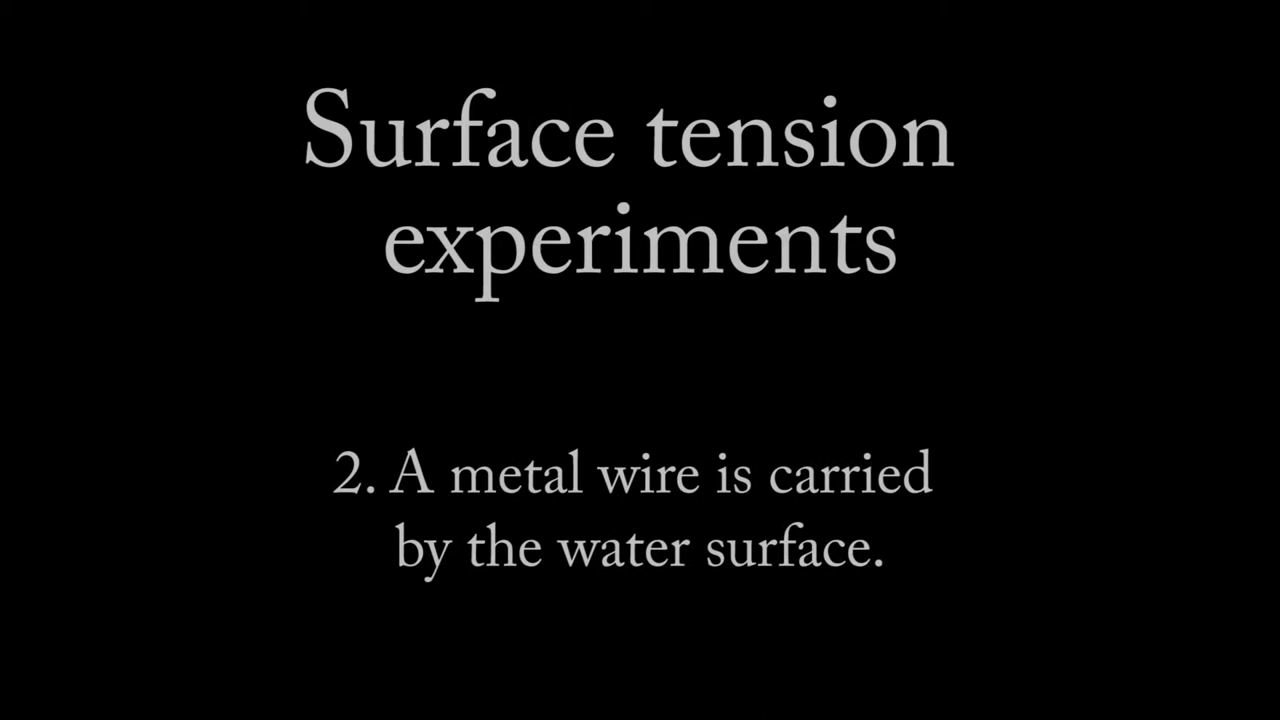 Surface tension
experiments
2. A metal wire is carried
by the water surface.